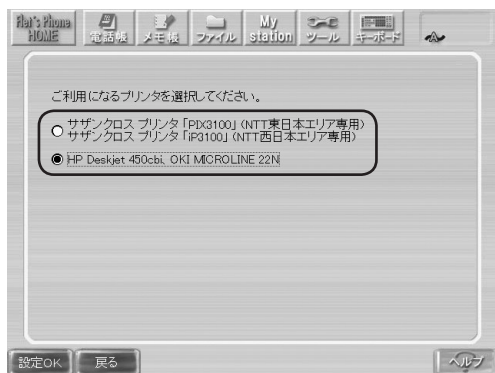 Flet's Phone
HOME
電話帳
メモ帳
ファイル
My
station
ツール
キーボード
ご利用になるプリンタを選択してください。
サザンクロス プリンタ「PIX3100」(NTT東日本エリア専用)
サザンクロス プリンタ「iP3100」(NTT西日本エリア専用)
HP Deskjet 450cbi、OKI MICROLINE 22N
設定OK
戻る
ヘルプ